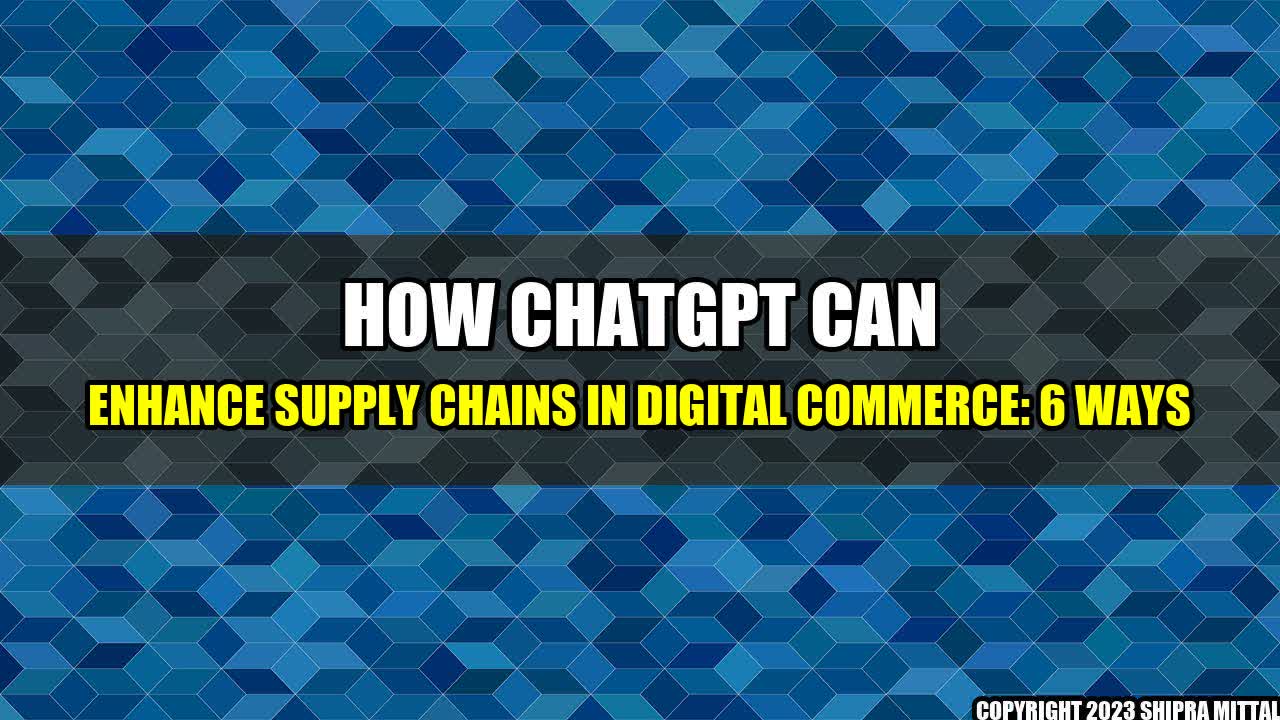 HOW CHATGPT CAN
ENHANCE SUPPLY CHAINS IN DIGITAL COMMERCE: 6 WAYS
COPYRIGHT 2023 SHIPRA MITTAL